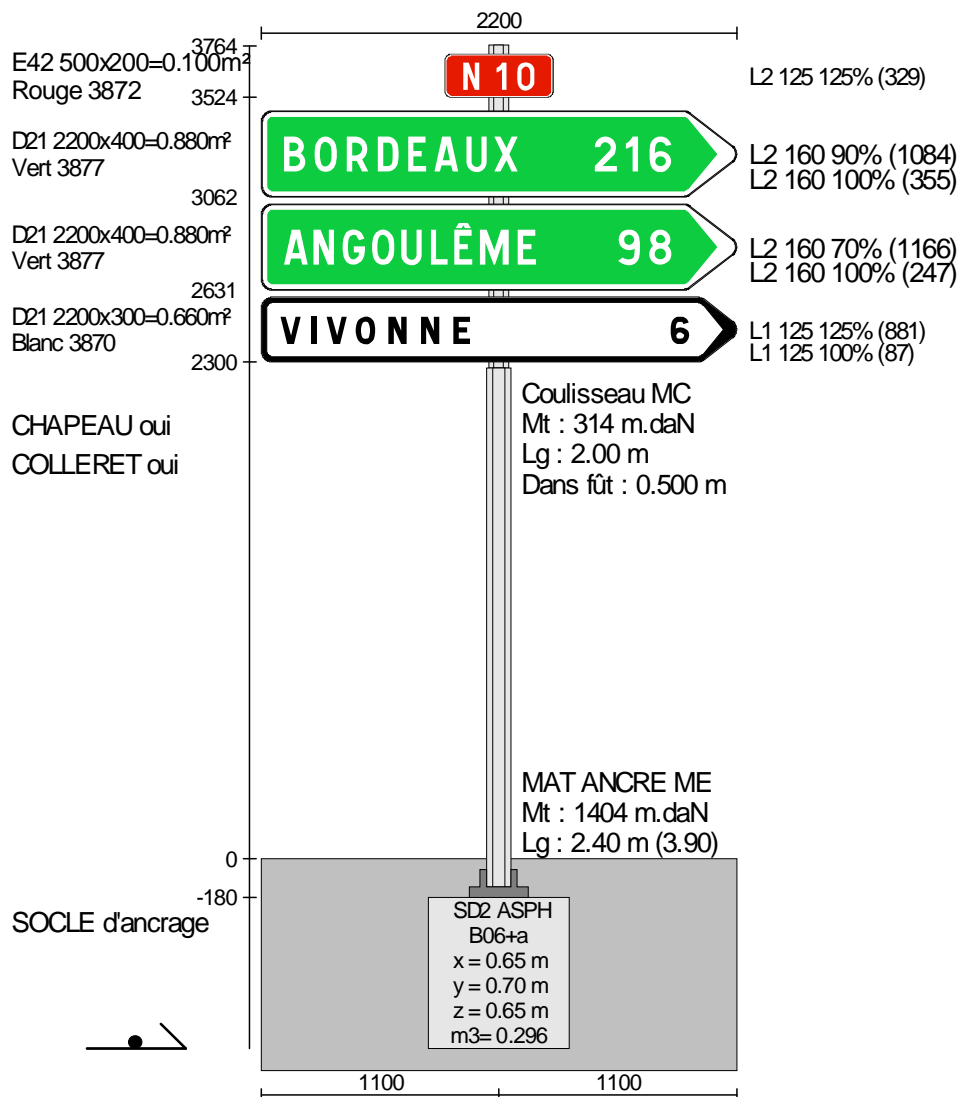 2200
3764
E42 500x200=0.100m²
Rouge 3872
3524
N 10
L2 125 125% (329)
D21 2200x400=0.880m²
Vert 3877
BORDEAUX 216
L2 160 90% (1084)
L2 160 100% (355)
3062
D21 2200x400=0.880m²
Vert 3877
ANGOULÊME 98
L2 160 70% (1166)
L2 160 100% (247)
2631
D21 2200x300=0.660m²
Blanc 3870
VIVONNE 6
L1 125 125% (881)
L1 125 100% (87)
2300
CHAPEAU oui
COLLERET oui
Coulisseau MC
Mt : 314 m.daN
Lg : 2.00 m
Dans fût : 0.500 m
MAT ANCRE ME
Mt : 1404 m.daN
Lg : 2.40 m (3.90)
0
-180
SOCLE d'ancrage
SD2 ASPH
B06+a
x = 0.65 m
y = 0.70 m
z = 0.65 m
m3= 0.296
1100 1100